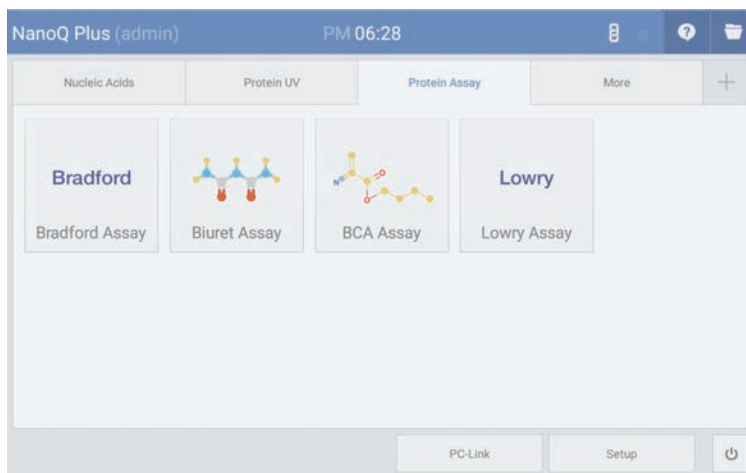 NanoQ Plus (admin) PM 06:28
Nucleic Acids Protein UV Protein Assay More
Bradford Lowry
Bradford Assay Biuret Assay BCA Assay Lowry Assay
PC-Link Setup